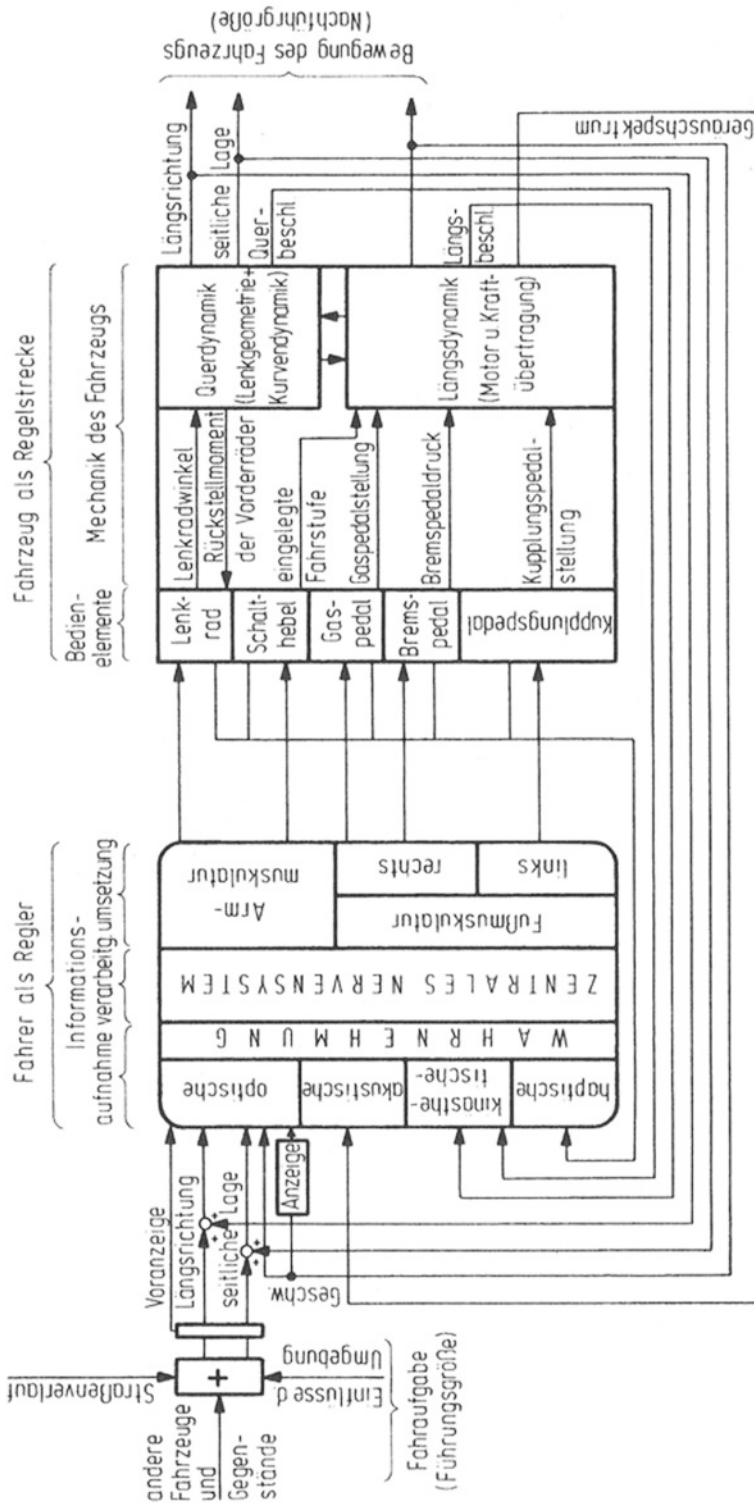 Fahrer als Regler
Informations-
aufnahme verarbeitg. umsetzung
Fahrzeug als Regelstrecke
Bedien-
elemente
Mechanik des Fahrzeugs
Straßenverlauf
andere
Fahrzeuge
und
Gegen-
stände
+
Einflüsse d.
Umgebung
Fahraufgabe
(Führungsgröße)
Voranzeige
Längsrichtung
+
+
seitliche Lage
+
+
Geschw.
Anzeige
optische
akustische
kinästhe-
tische
haptische
WAHRNEHMUNG
ZENTRALES NERVENSYSTEM
Arm-
muskulatur
Fußmuskulatur
rechts
links
Lenk-
rad
Schalt-
hebel
Gas-
pedal
Brems-
pedal
Kupplungspedal
Lenkradwinkel
Rückstellmoment
der Vorderräder
eingelegte
Fahrstufe
Gaspedalstellung
Bremspedaldruck
Kupplungspedal-
stellung
Querdynamik
(Lenkgeometrie+
Kurvendynamik)
Längsdynamik
(Motor u. Kraft-
übertragung)
Längsrichtung
seitliche Lage
Quer-
beschl.
Längs-
beschl.
Geräuschspektrum
Bewegung des Fahrzeugs
(Nachführgröße)